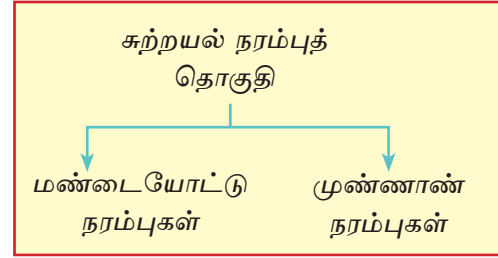 சுற்றயல் நரம்புத்
தொகுதி
மண்டையோட்டு
நரம்புகள்
முண்ணாண்
நரம்புகள்